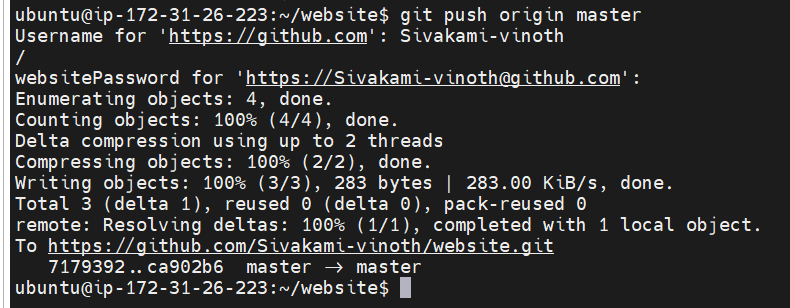 ubuntu@ip-172-31-26-223:~/website$ git push origin master
Username for 'https://github.com': Sivakami-vinoth
/
websitePassword for 'https://Sivakami-vinoth@github.com':
Enumerating objects: 4, done.
Counting objects: 100% (4/4), done.
Delta compression using up to 2 threads
Compressing objects: 100% (2/2), done.
Writing objects: 100% (3/3), 283 bytes | 283.00 KiB/s, done.
Total 3 (delta 1), reused 0 (delta 0), pack-reused 0
remote: Resolving deltas: 100% (1/1), completed with 1 local object.
To https://github.com/Sivakami-vinoth/website.git
   7179392..ca902b6  master -> master
ubuntu@ip-172-31-26-223:~/website$